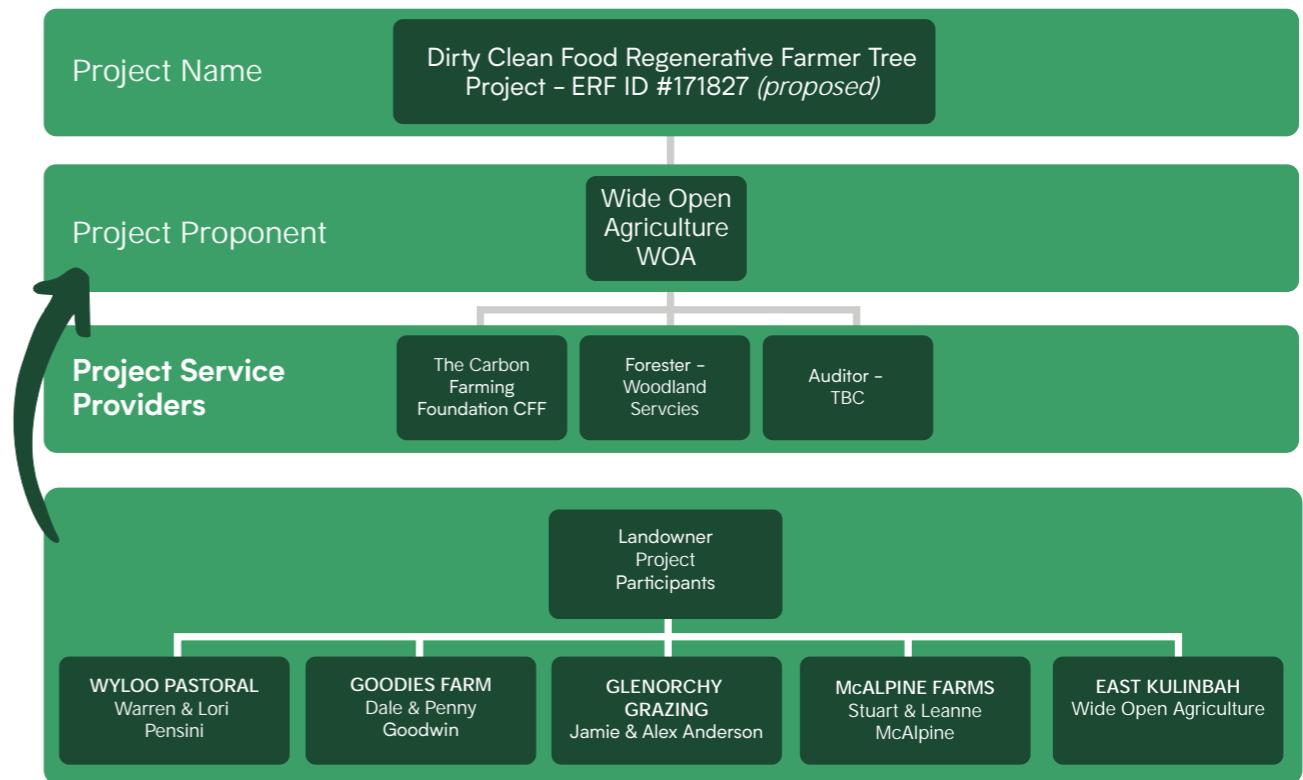 Project Name
Dirty Clean Food Regenerative Farmer Tree
Project – ERF ID #171827 (proposed)
Project Proponent
Wide Open
Agriculture
WOA
Project Service
Providers
The Carbon
Farming
Foundation CFF
Forester –
Woodland
Servcies
Auditor –
TBC
Landowner
Project
Participants
WYLOO PASTORAL
Warren & Lori
Pensini
GOODIES FARM
Dale & Penny
Goodwin
GLENORCHY
GRAZING
Jamie & Alex Anderson
McALPINE FARMS
Stuart & Leanne
McAlpine
EAST KULINBAH
Wide Open Agriculture